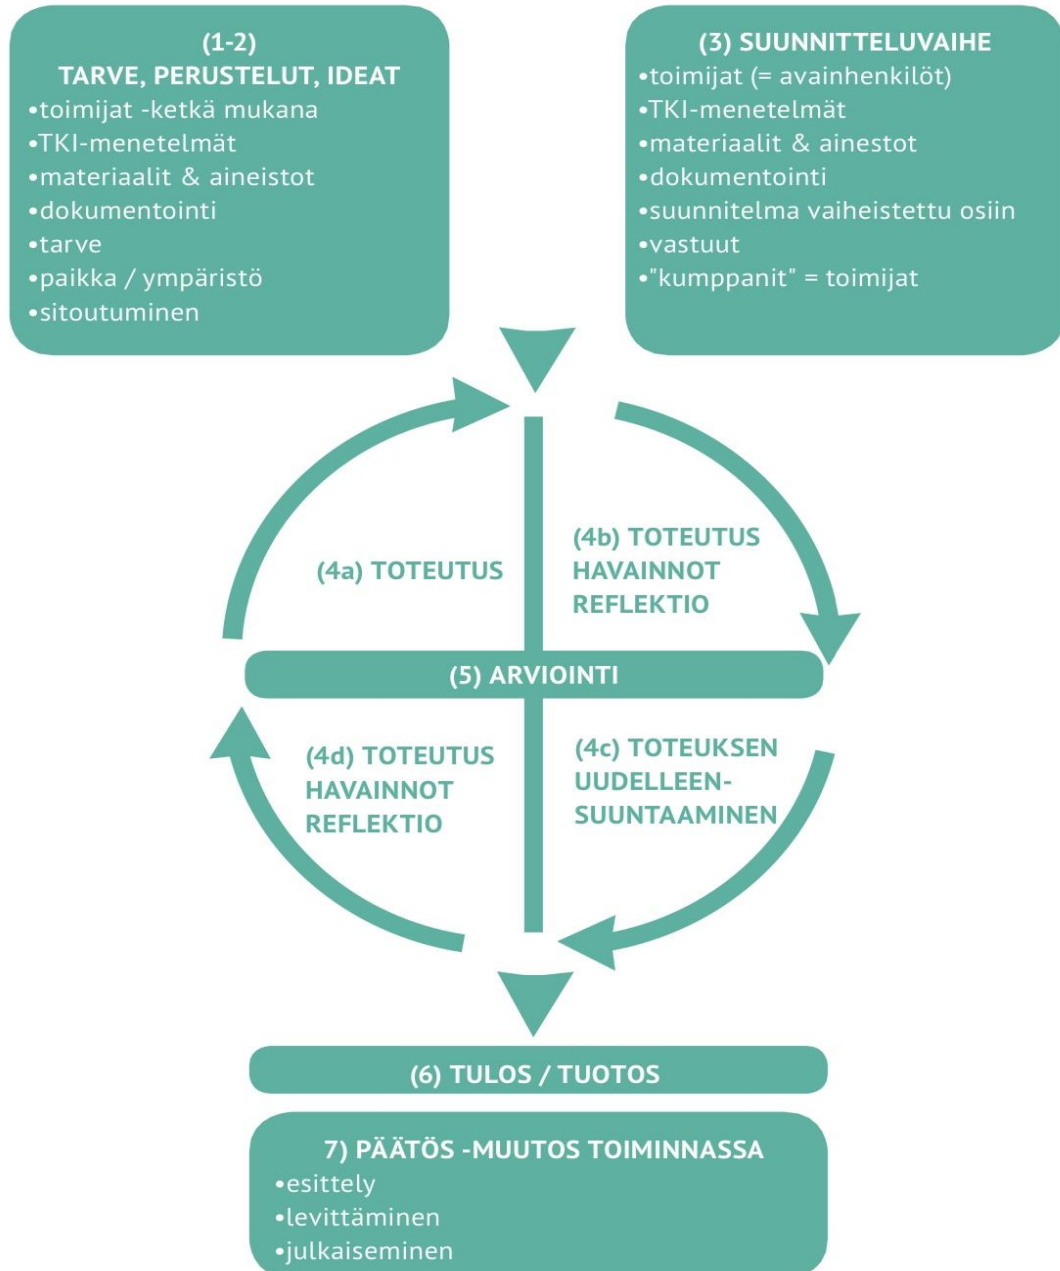 (1-2)
TARVE, PERUSTELUT, IDEAT
•toimijat -ketkä mukana
•TKI-menetelmät
•materiaalit & aineistot
•dokumentointi
•tarve
•paikka / ympäristö
•sitoutuminen
(3) SUUNNITTELUVAIHE
•toimijat (= avainhenkilöt)
•TKI-menetelmät
•materiaalit & ainestot
•dokumentointi
•suunnitelma vaiheistettu osiin
•vastuut
•"kumppanit" = toimijat
(4a) TOTEUTUS
(4b) TOTEUTUS
HAVAINNOT
REFLEKTIO
(5) ARVIOINTI
(4d) TOTEUTUS
HAVAINNOT
REFLEKTIO
(4c) TOTEUKSEN
UUDELLEEN-
SUUNTAAMINEN
(6) TULOS / TUOTOS
7) PÄÄTÖS -MUUTOS TOIMINNASSA
•esittely
•levittäminen
•julkaiseminen